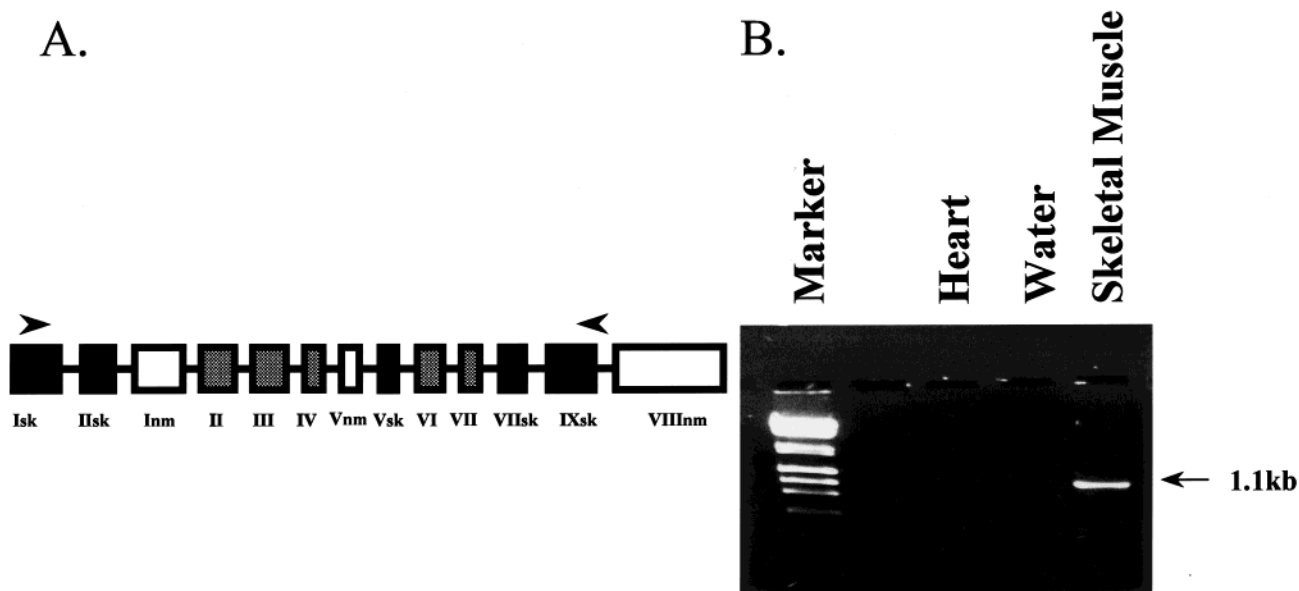 A.
B.
Marker
Heart
Water
Skeletal Muscle
Isk IIsk Inm II III IV Vnm Vsk VI VII VIIsk IXsk VIIInm
1.1kb